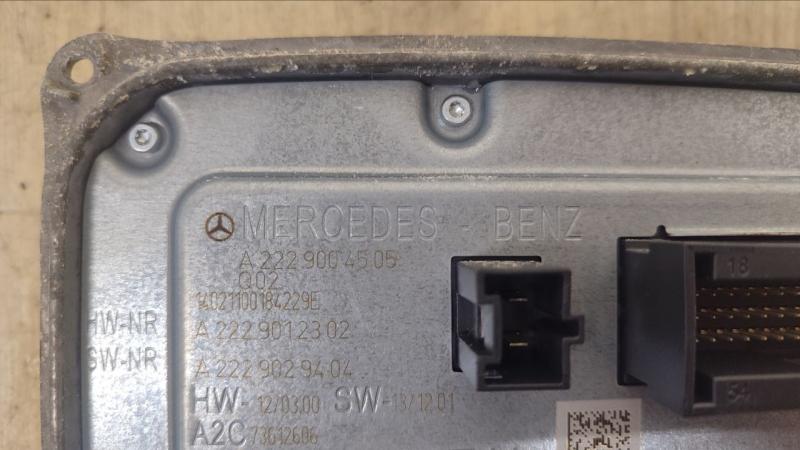 MERCEDES - BENZ
A 222 900 45 05
Q02
14021100184229E
HW-NR A 222 901 23 02
SW-NR A 222 902 94 04
HW- 12/03.00 SW- 13/12.01
A2C 73612606
18
54